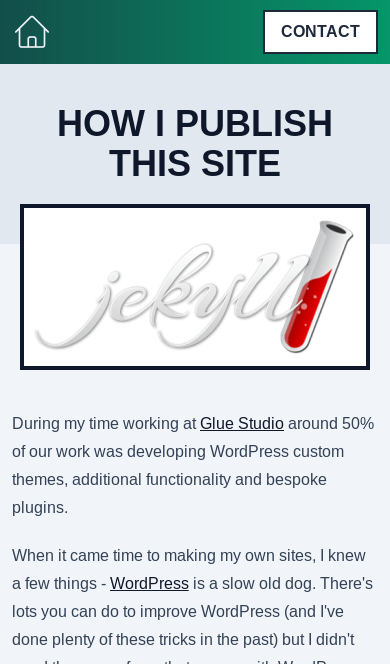 CONTACT
HOW I PUBLISH
THIS SITE
jekyll
During my time working at Glue Studio around 50%
of our work was developing WordPress custom
themes, additional functionality and bespoke
plugins.
When it came time to making my own sites, I knew
a few things - WordPress is a slow old dog. There's
lots you can do to improve WordPress (and I've
done plenty of these tricks in the past) but I didn't